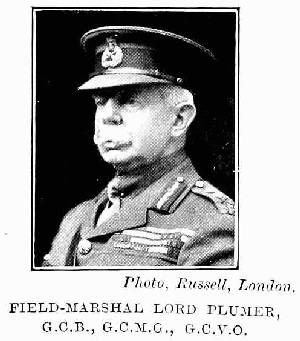 Photo, Russell, London.
FIELD-MARSHAL LORD PLUMER,
G.C.B., G.C.M.G., G.C.V.O.